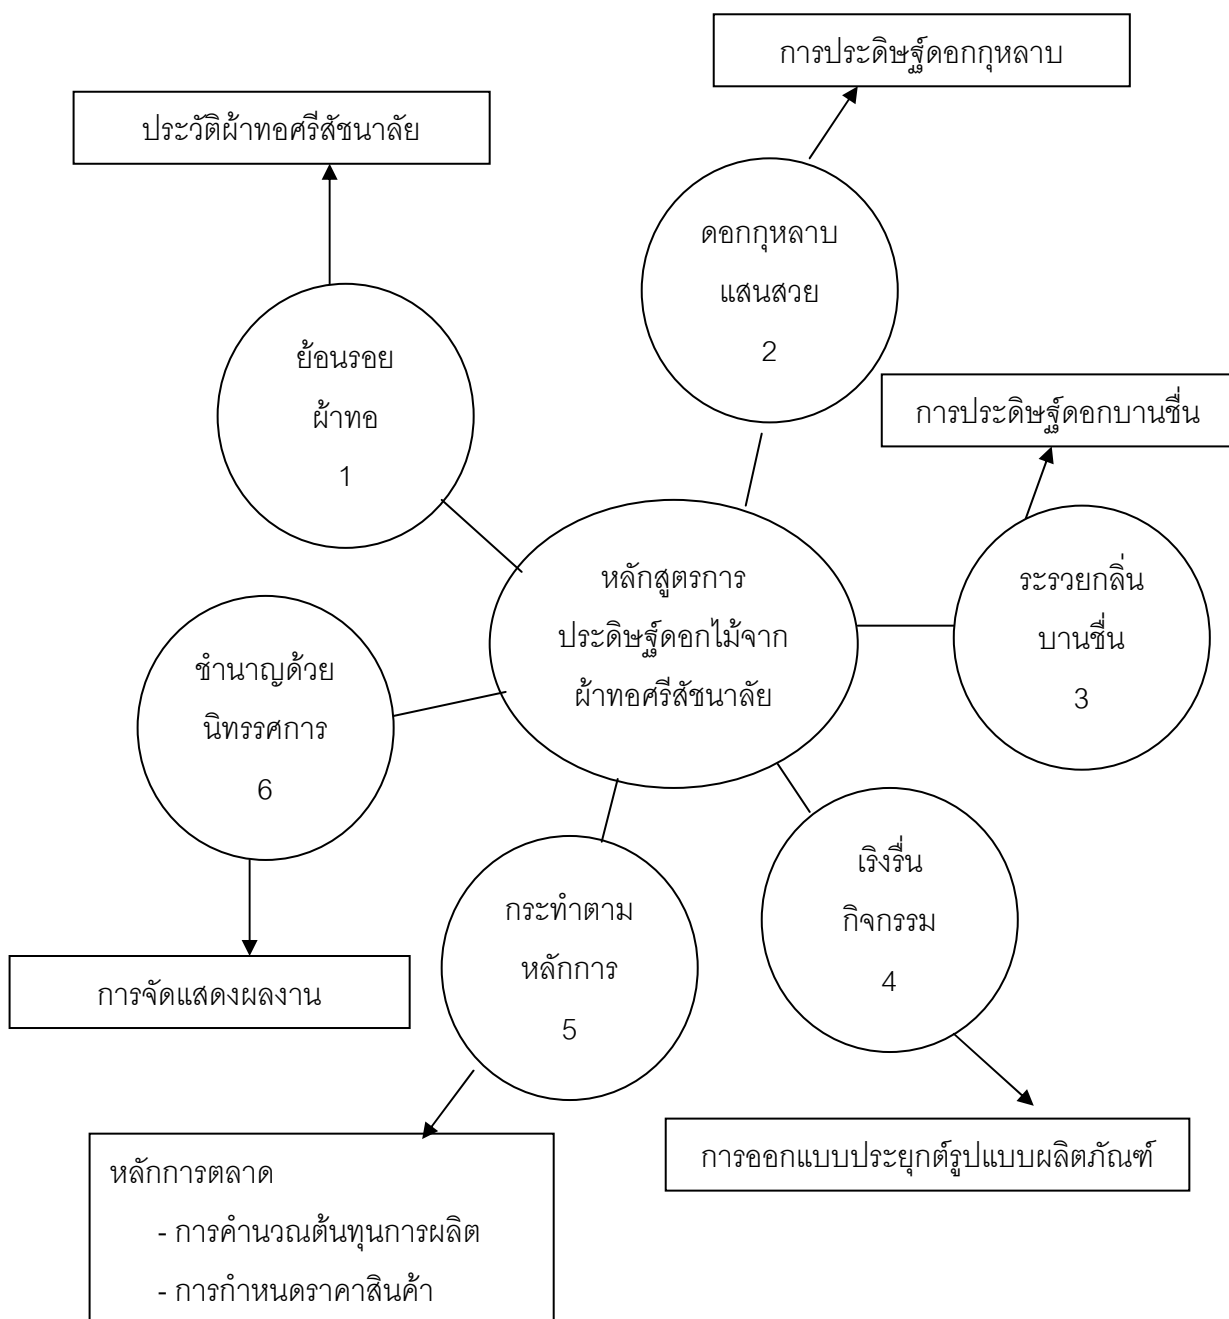 การประดิษฐ์ดอกกุหลาบ
ประวัติผ้าทอศรีสัชนาลัย
ดอกกุหลาบ
แสนสวย
2
ย้อนรอย
ผ้าทอ
1
การประดิษฐ์ดอกบานชื่น
หลักสูตรการ
ประดิษฐ์ดอกไม้จาก
ผ้าทอศรีสัชนาลัย
ระรวยกลิ่น
บานชื่น
3
ชำนาญด้วย
นิทรรศการ
6
เริงรื่น
กิจกรรม
4
กระทำตาม
หลักการ
5
การจัดแสดงผลงาน
การออกแบบประยุกต์รูปแบบผลิตภัณฑ์
หลักการตลาด
- การคำนวณต้นทุนการผลิต
- การกำหนดราคาสินค้า